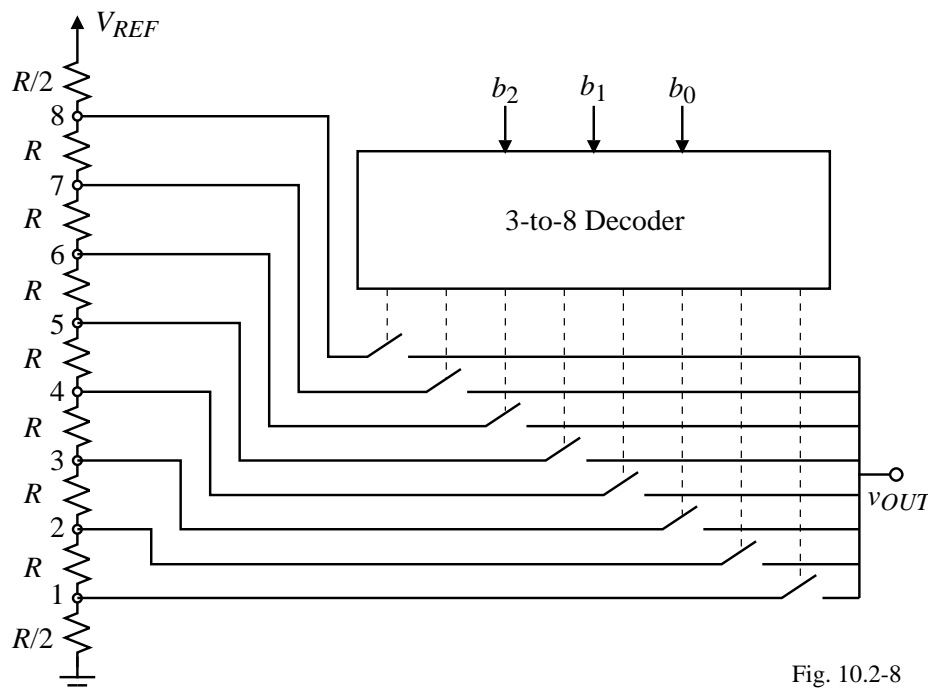 V_REF
R/2
8
R
7
R
6
R
5
R
4
R
3
R
2
R
1
R/2
b_2 b_1 b_0
3-to-8 Decoder
v_OUT
Fig. 10.2-8